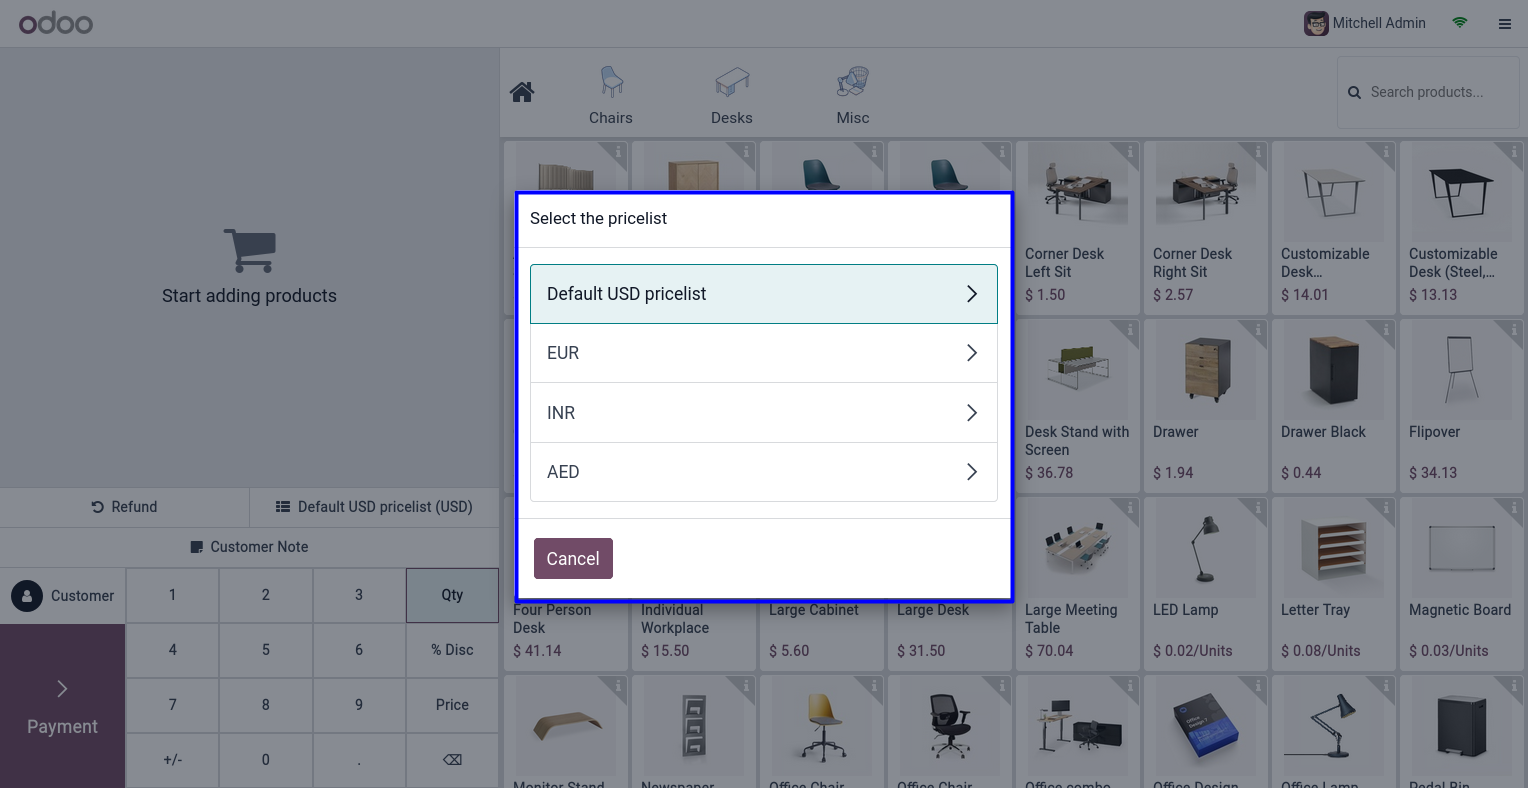 odoo
Mitchell Admin
Chairs
Desks
Misc
Search products...
Start adding products
Select the pricelist
Default USD pricelist
EUR
INR
AED
Cancel
Corner Desk
Left Sit
$ 1.50
Corner Desk
Right Sit
$ 2.57
Customizable
Desk...
$ 14.01
Customizable
Desk (Steel,...
$ 13.13
Desk Stand with
Screen
$ 36.78
Drawer
$ 1.94
Drawer Black
$ 0.44
Flipover
$ 34.13
Four Person
Desk
$ 41.14
Individual
Workplace
$ 15.50
Large Cabinet
$ 5.60
Large Desk
$ 31.50
Large Meeting
Table
$ 70.04
LED Lamp
$ 0.02/Units
Letter Tray
$ 0.08/Units
Magnetic Board
$ 0.03/Units
Office
Design 7
Monitor Stand
Newspaper
Office Chair
Office Chair
Office combo
Office Design
Office Lamp
Pedal Bin
Refund
Default USD pricelist (USD)
Customer Note
Customer
1
2
3
Qty
4
5
6
% Disc
Payment
7
8
9
Price
+/-
0
.
⌫